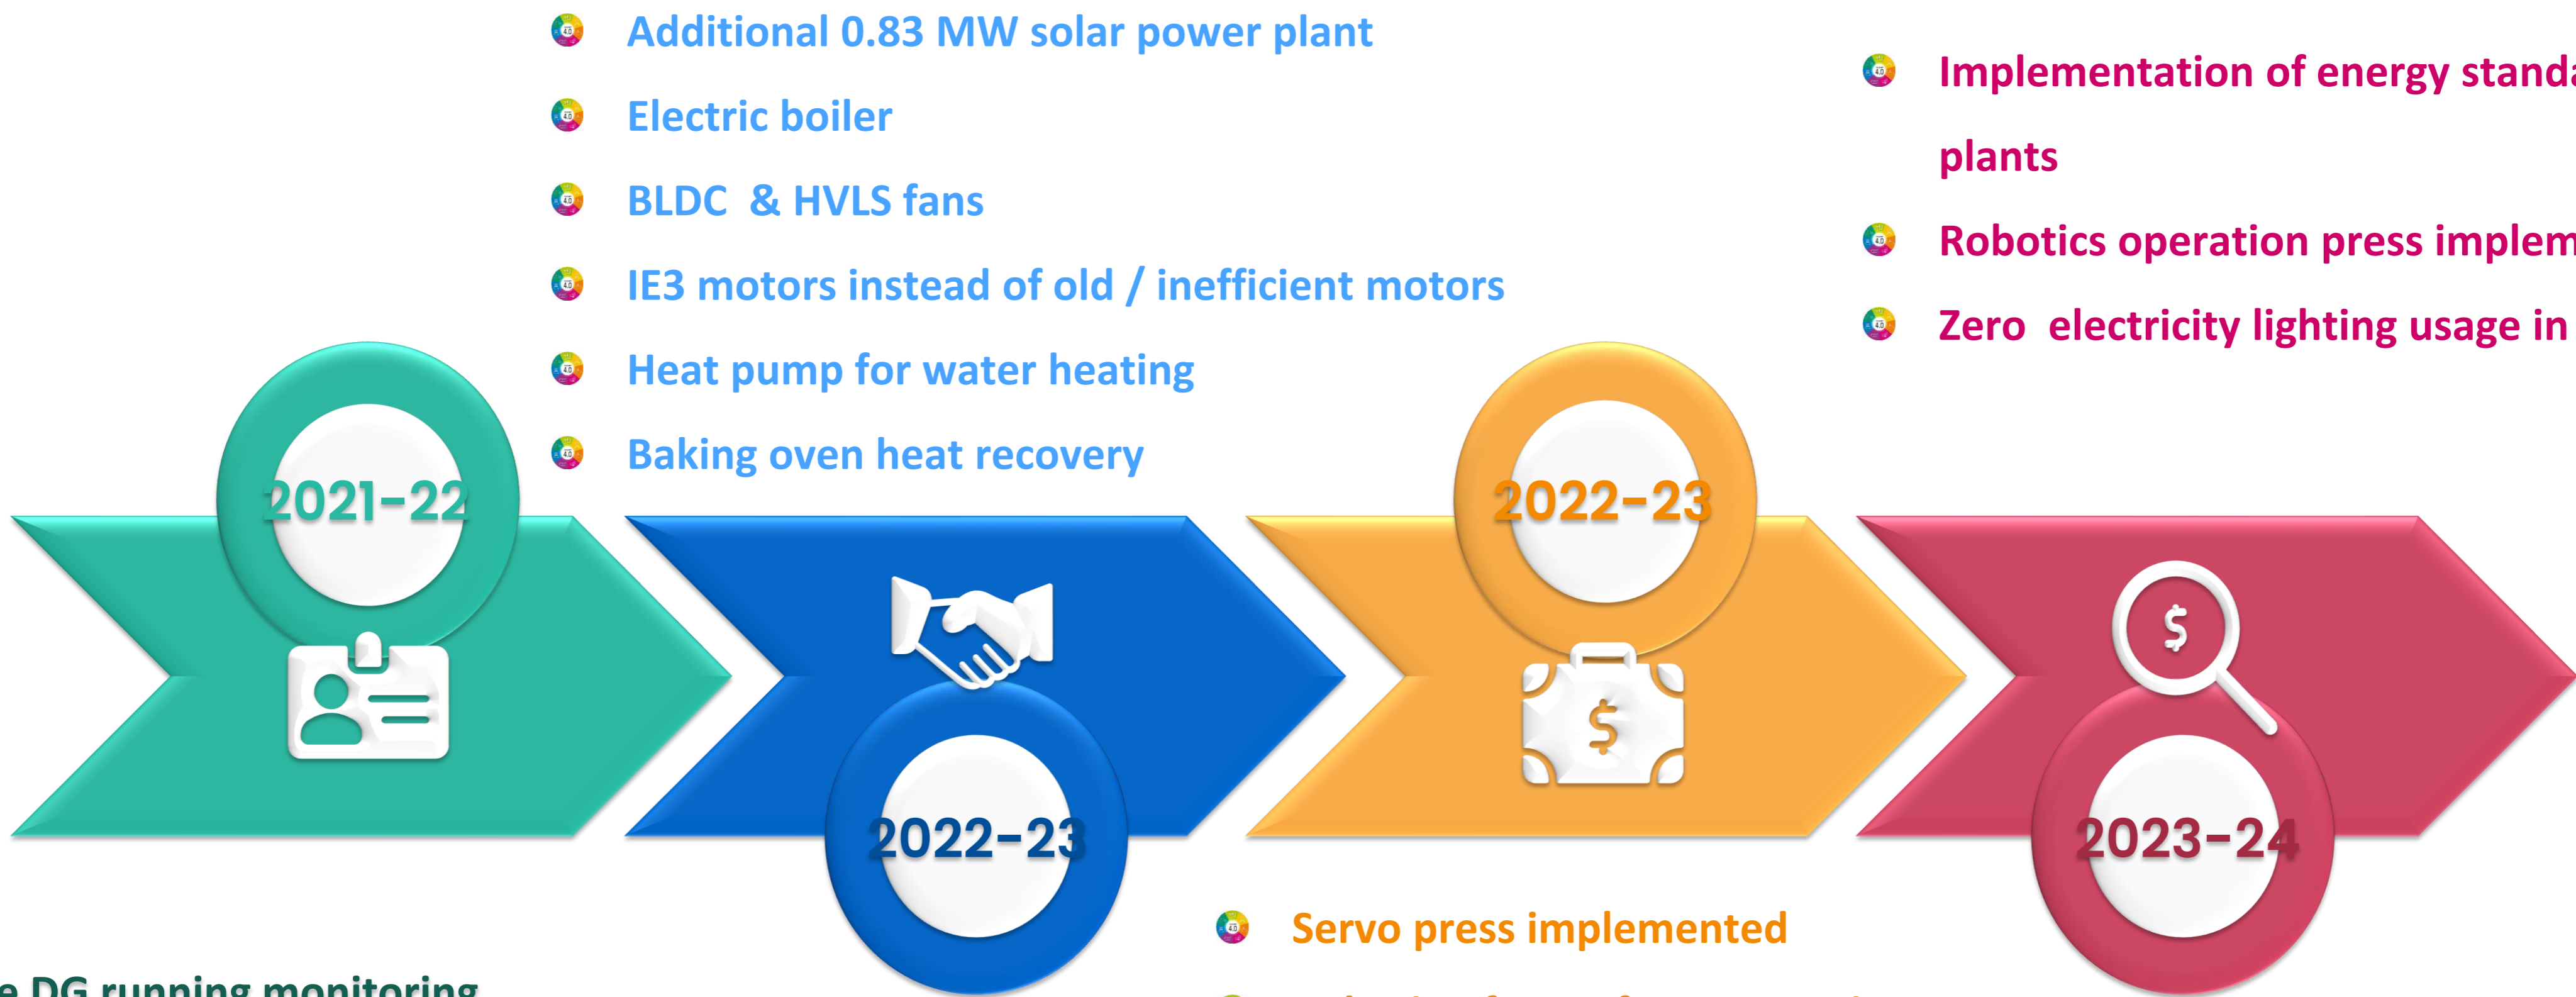 Additional 0.83 MW solar power plant
Electric boiler
BLDC & HVLS fans
IE3 motors instead of old / inefficient motors
Heat pump for water heating
Baking oven heat recovery
Implementation of energy
plants
Robotics operation press
Zero electricity lighting usage in
2021-22
2022-23
2022-23
2023-24
Servo press implemented
DG running monitoring